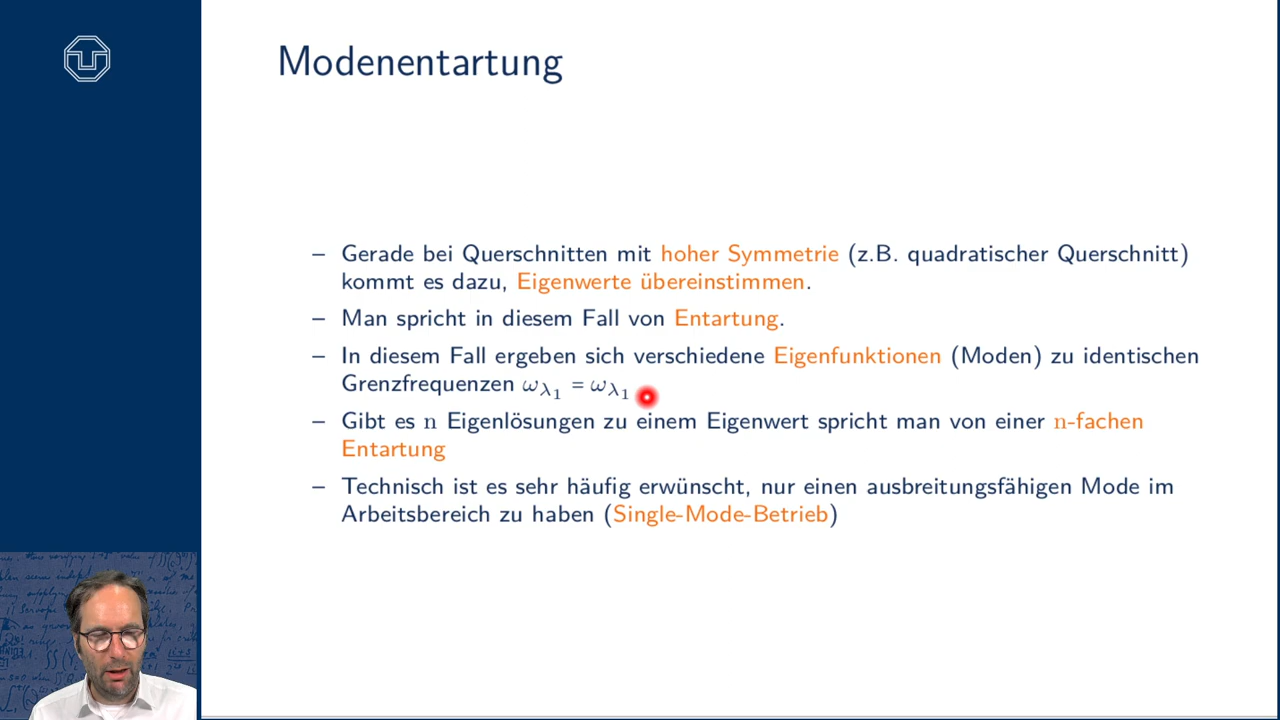 Modenentartung
– Gerade bei Querschnitten mit hoher Symmetrie (z.B. quadratischer Querschnitt)
kommt es dazu, Eigenwerte übereinstimmen.
– Man spricht in diesem Fall von Entartung.
– In diesem Fall ergeben sich verschiedene Eigenfunktionen (Moden) zu identischen
Grenzfrequenzen ω_λ₁ = ω_λ₁
– Gibt es n Eigenlösungen zu einem Eigenwert spricht man von einer n-fachen
Entartung
– Technisch ist es sehr häufig erwünscht, nur einen ausbreitungsfähigen Mode im
Arbeitsbereich zu haben (Single-Mode-Betrieb)